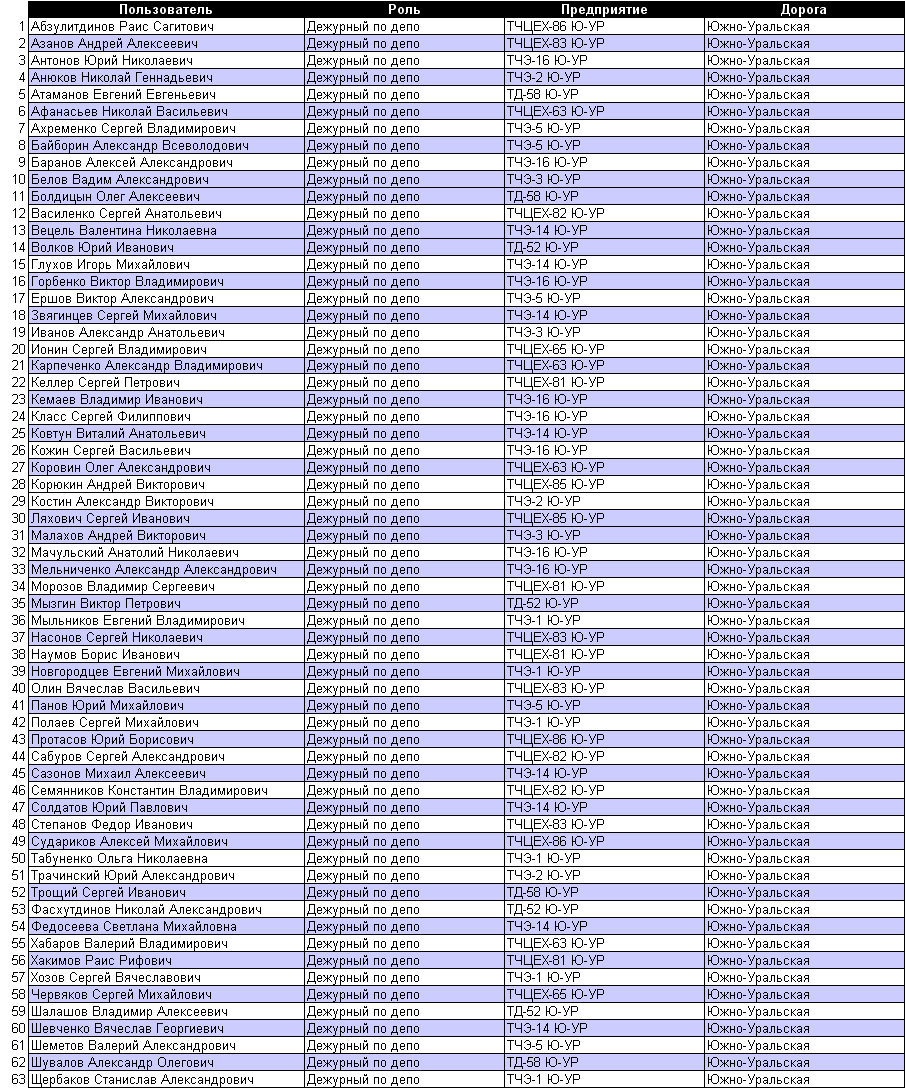 Пользователь Роль Предприятие Дорога
1 Абзулитдинов Раис Сагитович Дежурный по депо ТЧЦЕХ-86 Ю-УР Южно-Уральская
2 Азанов Андрей Алексеевич Дежурный по депо ТЧЦЕХ-83 Ю-УР Южно-Уральская
3 Антонов Юрий Николаевич Дежурный по депо ТЧЭ-16 Ю-УР Южно-Уральская
4 Анюков Николай Геннадьевич Дежурный по депо ТЧЭ-2 Ю-УР Южно-Уральская
5 Атаманов Евгений Евгеньевич Дежурный по депо ТД-58 Ю-УР Южно-Уральская
6 Афанасьев Николай Васильевич Дежурный по депо ТЧЦЕХ-63 Ю-УР Южно-Уральская
7 Ахременко Сергей Владимирович Дежурный по депо ТЧЭ-5 Ю-УР Южно-Уральская
8 Байборин Александр Всеволодович Дежурный по депо ТЧЭ-5 Ю-УР Южно-Уральская
9 Баранов Алексей Александрович Дежурный по депо ТЧЭ-16 Ю-УР Южно-Уральская
10 Белов Вадим Александрович Дежурный по депо ТЧЭ-3 Ю-УР Южно-Уральская
11 Болдицын Олег Алексеевич Дежурный по депо ТД-58 Ю-УР Южно-Уральская
12 Василенко Сергей Анатольевич Дежурный по депо ТЧЦЕХ-82 Ю-УР Южно-Уральская
13 Вецель Валентина Николаевна Дежурный по депо ТЧЭ-14 Ю-УР Южно-Уральская
14 Волков Юрий Иванович Дежурный по депо ТД-52 Ю-УР Южно-Уральская
15 Глухов Игорь Михайлович Дежурный по депо ТЧЭ-14 Ю-УР Южно-Уральская
16 Горбенко Виктор Владимирович Дежурный по депо ТЧЭ-16 Ю-УР Южно-Уральская
17 Ершов Виктор Александрович Дежурный по депо ТЧЭ-5 Ю-УР Южно-Уральская
18 Звягинцев Сергей Михайлович Дежурный по депо ТЧЭ-14 Ю-УР Южно-Уральская
19 Иванов Александр Анатольевич Дежурный по депо ТЧЭ-3 Ю-УР Южно-Уральская
20 Ионин Сергей Владимирович Дежурный по депо ТЧЦЕХ-65 Ю-УР Южно-Уральская
21 Карпеченко Александр Владимирович Дежурный по депо ТЧЦЕХ-63 Ю-УР Южно-Уральская
22 Келлер Сергей Петрович Дежурный по депо ТЧЦЕХ-81 Ю-УР Южно-Уральская
23 Кемаев Владимир Иванович Дежурный по депо ТЧЭ-16 Ю-УР Южно-Уральская
24 Класс Сергей Филиппович Дежурный по депо ТЧЭ-16 Ю-УР Южно-Уральская
25 Ковтун Виталий Анатольевич Дежурный по депо ТЧЭ-14 Ю-УР Южно-Уральская
26 Кожин Сергей Васильевич Дежурный по депо ТЧЭ-16 Ю-УР Южно-Уральская
27 Коровин Олег Александрович Дежурный по депо ТЧЦЕХ-63 Ю-УР Южно-Уральская
28 Корюкин Андрей Викторович Дежурный по депо ТЧЦЕХ-85 Ю-УР Южно-Уральская
29 Костин Александр Викторович Дежурный по депо ТЧЭ-2 Ю-УР Южно-Уральская
30 Ляхович Сергей Иванович Дежурный по депо ТЧЦЕХ-85 Ю-УР Южно-Уральская
31 Малахов Андрей Викторович Дежурный по депо ТЧЭ-3 Ю-УР Южно-Уральская
32 Мачульский Анатолий Николаевич Дежурный по депо ТЧЭ-16 Ю-УР Южно-Уральская
33 Мельниченко Александр Александрович Дежурный по депо ТЧЭ-16 Ю-УР Южно-Уральская
34 Морозов Владимир Сергеевич Дежурный по депо ТЧЦЕХ-81 Ю-УР Южно-Уральская
35 Мызгин Виктор Петрович Дежурный по депо ТД-52 Ю-УР Южно-Уральская
36 Мыльников Евгений Владимирович Дежурный по депо ТЧЭ-1 Ю-УР Южно-Уральская
37 Насонов Сергей Николаевич Дежурный по депо ТЧЦЕХ-83 Ю-УР Южно-Уральская
38 Наумов Борис Иванович Дежурный по депо ТЧЦЕХ-81 Ю-УР Южно-Уральская
39 Новгородцев Евгений Михайлович Дежурный по депо ТЧЭ-1 Ю-УР Южно-Уральская
40 Олин Вячеслав Васильевич Дежурный по депо ТЧЦЕХ-83 Ю-УР Южно-Уральская
41 Панов Юрий Михайлович Дежурный по депо ТЧЭ-5 Ю-УР Южно-Уральская
42 Полаев Сергей Михайлович Дежурный по депо ТЧЭ-1 Ю-УР Южно-Уральская
43 Протасов Юрий Борисович Дежурный по депо ТЧЦЕХ-86 Ю-УР Южно-Уральская
44 Сабуров Сергей Александрович Дежурный по депо ТЧЦЕХ-82 Ю-УР Южно-Уральская
45 Сазонов Михаил Алексеевич Дежурный по депо ТЧЭ-14 Ю-УР Южно-Уральская
46 Семянников Константин Владимирович Дежурный по депо ТЧЦЕХ-82 Ю-УР Южно-Уральская
47 Солдатов Юрий Павлович Дежурный по депо ТЧЭ-14 Ю-УР Южно-Уральская
48 Степанов Федор Иванович Дежурный по депо ТЧЦЕХ-83 Ю-УР Южно-Уральская
49 Судариков Алексей Михайлович Дежурный по депо ТЧЦЕХ-86 Ю-УР Южно-Уральская
50 Табуненко Ольга Николаевна Дежурный по депо ТЧЭ-1 Ю-УР Южно-Уральская
51 Трачинский Юрий Александрович Дежурный по депо ТЧЭ-2 Ю-УР Южно-Уральская
52 Трощий Сергей Иванович Дежурный по депо ТД-58 Ю-УР Южно-Уральская
53 Фасхутдинов Николай Александрович Дежурный по депо ТД-52 Ю-УР Южно-Уральская
54 Федосеева Светлана Михайловна Дежурный по депо ТЧЭ-14 Ю-УР Южно-Уральская
55 Хабаров Валерий Владимирович Дежурный по депо ТЧЦЕХ-63 Ю-УР Южно-Уральская
56 Хакимов Раис Рифович Дежурный по депо ТЧЦЕХ-81 Ю-УР Южно-Уральская
57 Хозов Сергей Вячеславович Дежурный по депо ТЧЭ-1 Ю-УР Южно-Уральская
58 Червяков Сергей Михайлович Дежурный по депо ТЧЦЕХ-65 Ю-УР Южно-Уральская
59 Шалашов Владимир Алексеевич Дежурный по депо ТД-52 Ю-УР Южно-Уральская
60 Шевченко Вячеслав Георгиевич Дежурный по депо ТЧЭ-14 Ю-УР Южно-Уральская
61 Шеметов Валерий Александрович Дежурный по депо ТЧЭ-5 Ю-УР Южно-Уральская
62 Шувалов Александр Олегович Дежурный по депо ТД-58 Ю-УР Южно-Уральская
63 Щербаков Станислав Александрович Дежурный по депо ТЧЭ-1 Ю-УР Южно-Уральская